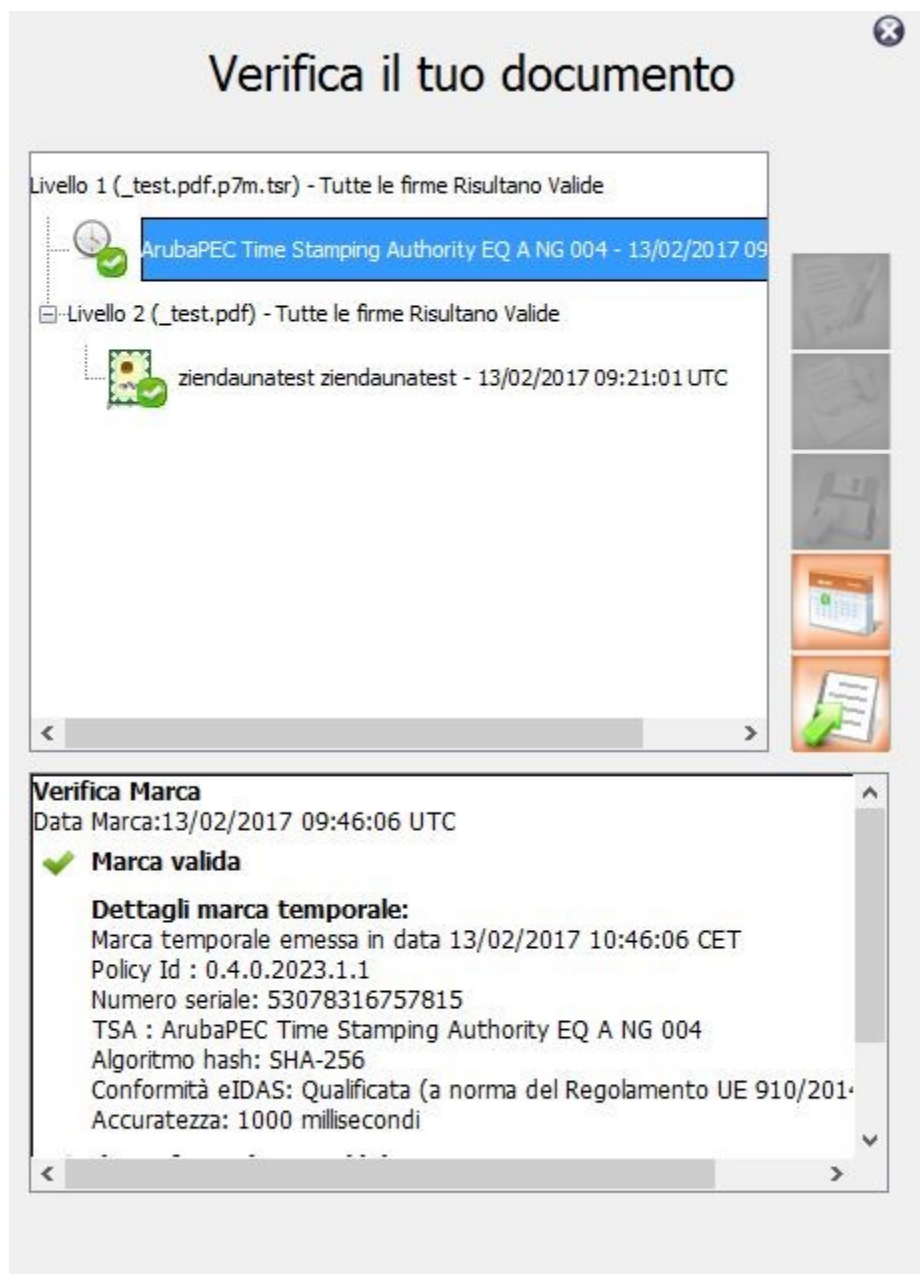 Verifica il tuo documento
Livello 1 (_test.pdf.p7m.tsr) - Tutte le firme Risultano Valide
ArubaPEC Time Stamping Authority EQ A NG 004 - 13/02/2017 09
Livello 2 (_test.pdf) - Tutte le firme Risultano Valide
ziendaunatest ziendaunatest - 13/02/2017 09:21:01 UTC
Verifica Marca
Data Marca:13/02/2017 09:46:06 UTC
Marca valida
Dettagli marca temporale:
Marca temporale emessa in data 13/02/2017 10:46:06 CET
Policy Id : 0.4.0.2023.1.1
Numero seriale: 53078316757815
TSA : ArubaPEC Time Stamping Authority EQ A NG 004
Algoritmo hash: SHA-256
Conformità eIDAS: Qualificata (a norma del Regolamento UE 910/201
Accuratezza: 1000 millisecondi